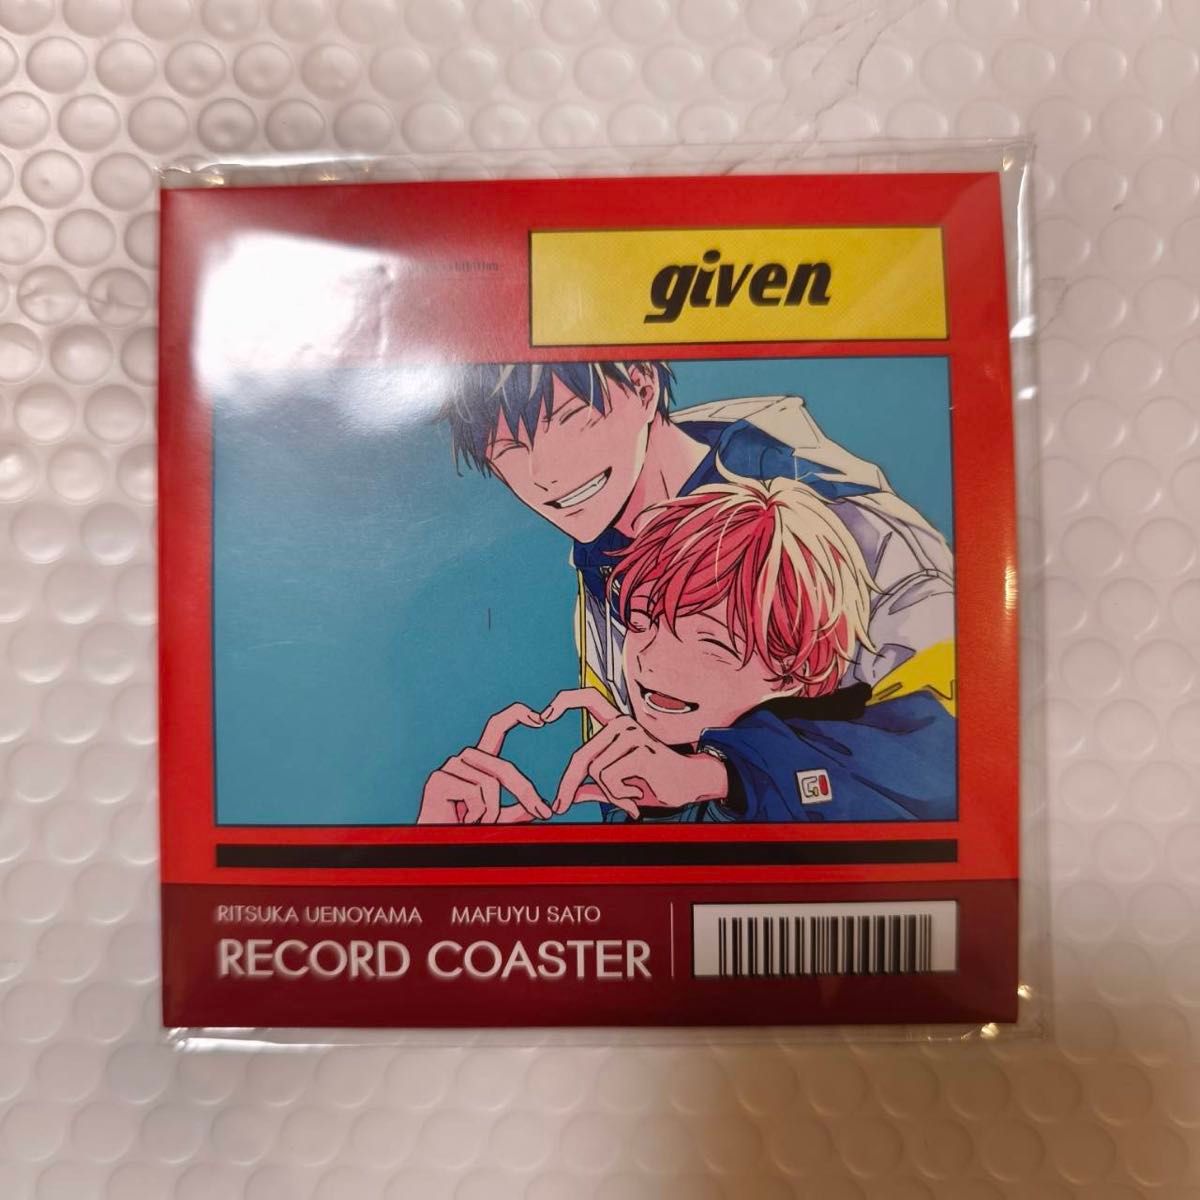 given
RITSUKA UENOYAMA MAFUYU SATO
RECORD COASTER